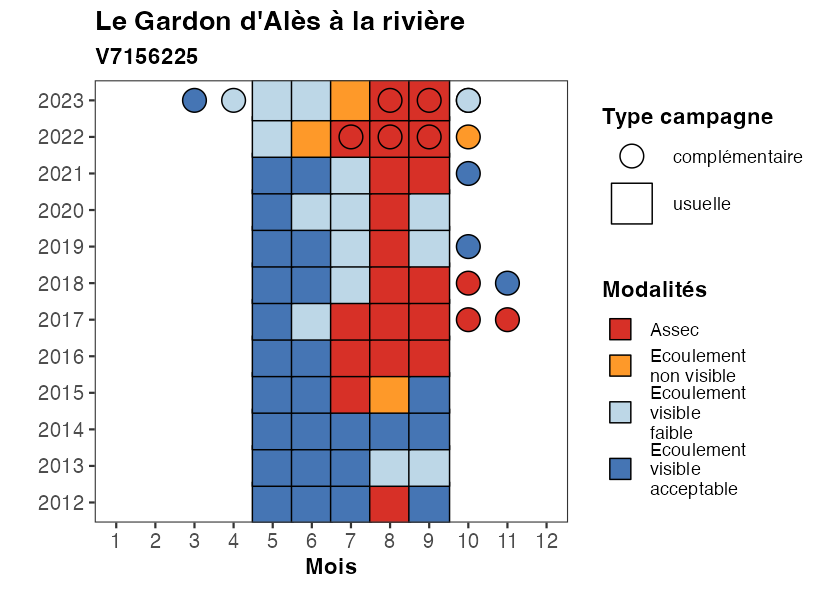 Le Gardon d'Alès à la rivière
V7156225
2023
2022
2021
2020
2019
2018
2017
2016
2015
2014
2013
2012
1 2 3 4 5 6 7 8 9 10 11 12
Mois
Type campagne
complémentaire
usuelle
Modalités
Assec
Ecoulement
non visible
Ecoulement
visible
faible
Ecoulement
visible
acceptable